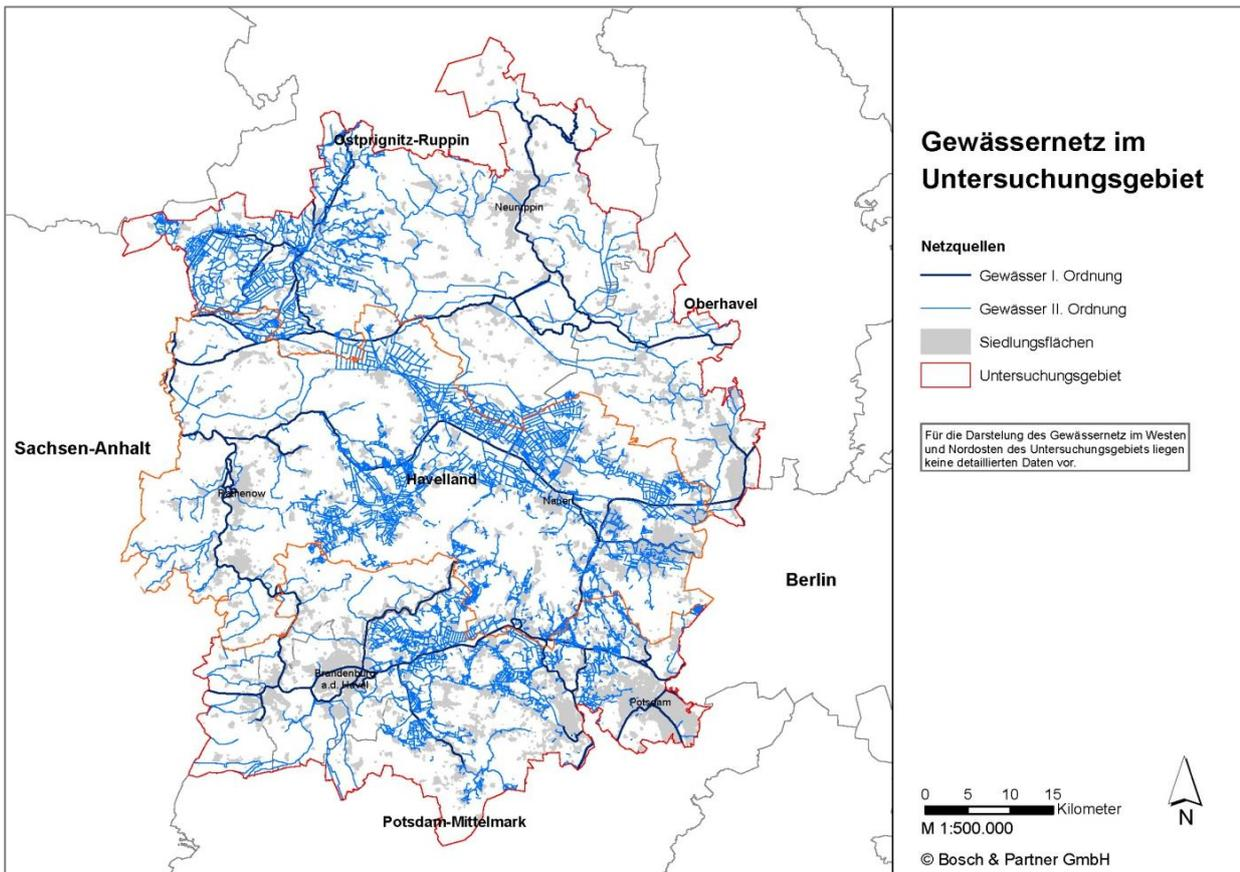 Ostprignitz-Ruppin
Neuruppin
Oberhavel
Sachsen-Anhalt
Havelland
Rathenow
Nauen
Berlin
Brandenburg
a.d. Havel
Potsdam
Potsdam-Mittelmark
Gewässernetz im
Untersuchungsgebiet
Netzquellen
Gewässer I. Ordnung
Gewässer II. Ordnung
Siedlungsflächen
Untersuchungsgebiet
Für die Darstelung des Gewässernetz im Westen
und Nordosten des Untersuchungsgebiets liegen
keine detaillierten Daten vor.
0 5 10 15
Kilometer
M 1:500.000
N
© Bosch & Partner GmbH